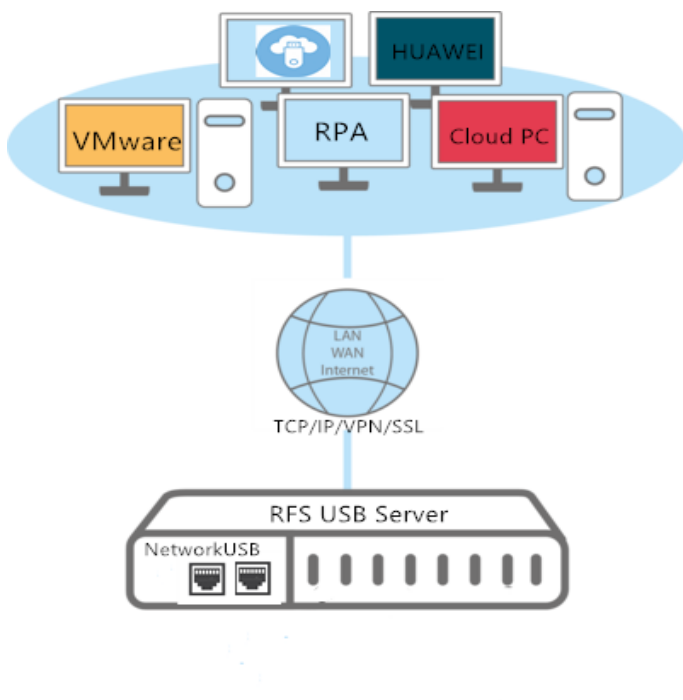 HUAWEI
VMware
RPA
Cloud PC
LAN
WAN
Internet
TCP/IP/VPN/SSL
RFS USB Server
NetworkUSB